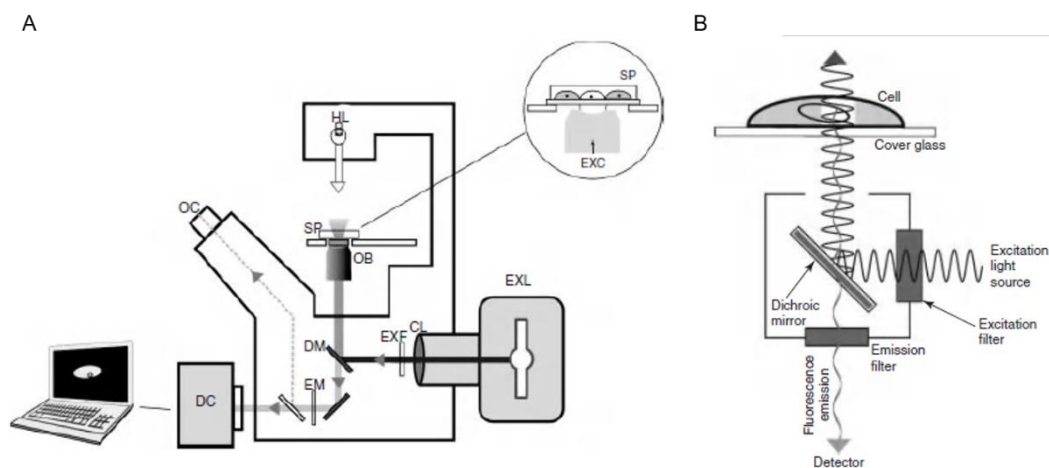 A
B
HL
SP
EXC
OC
SP
OB
EXL
CL
EXF
DM
EM
DC
Cell
Cover glass
Excitation
light
source
Dichroic
mirror
Excitation
filter
Emission
filter
Fluorescence
emission
Detector